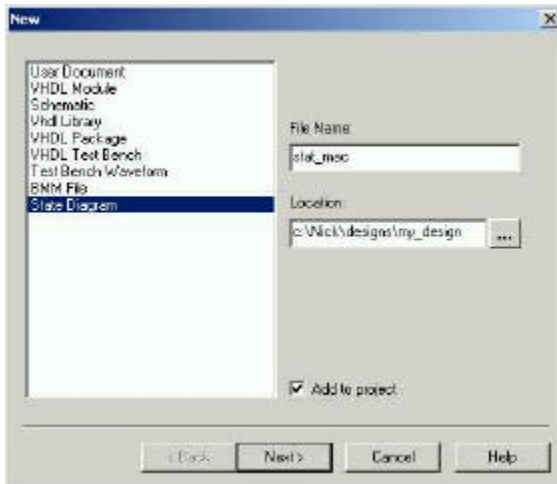 New
User Document
VHDL Module
Schematic
Vhdl Library
VHDL Package
VHDL Test Bench
Test Bench Waveform
BMM File
State Diagram
File Name:
stat_mac
Location:
c:\Nick\designs\my_design
...
Add to project
< Back
Next >
Cancel
Help